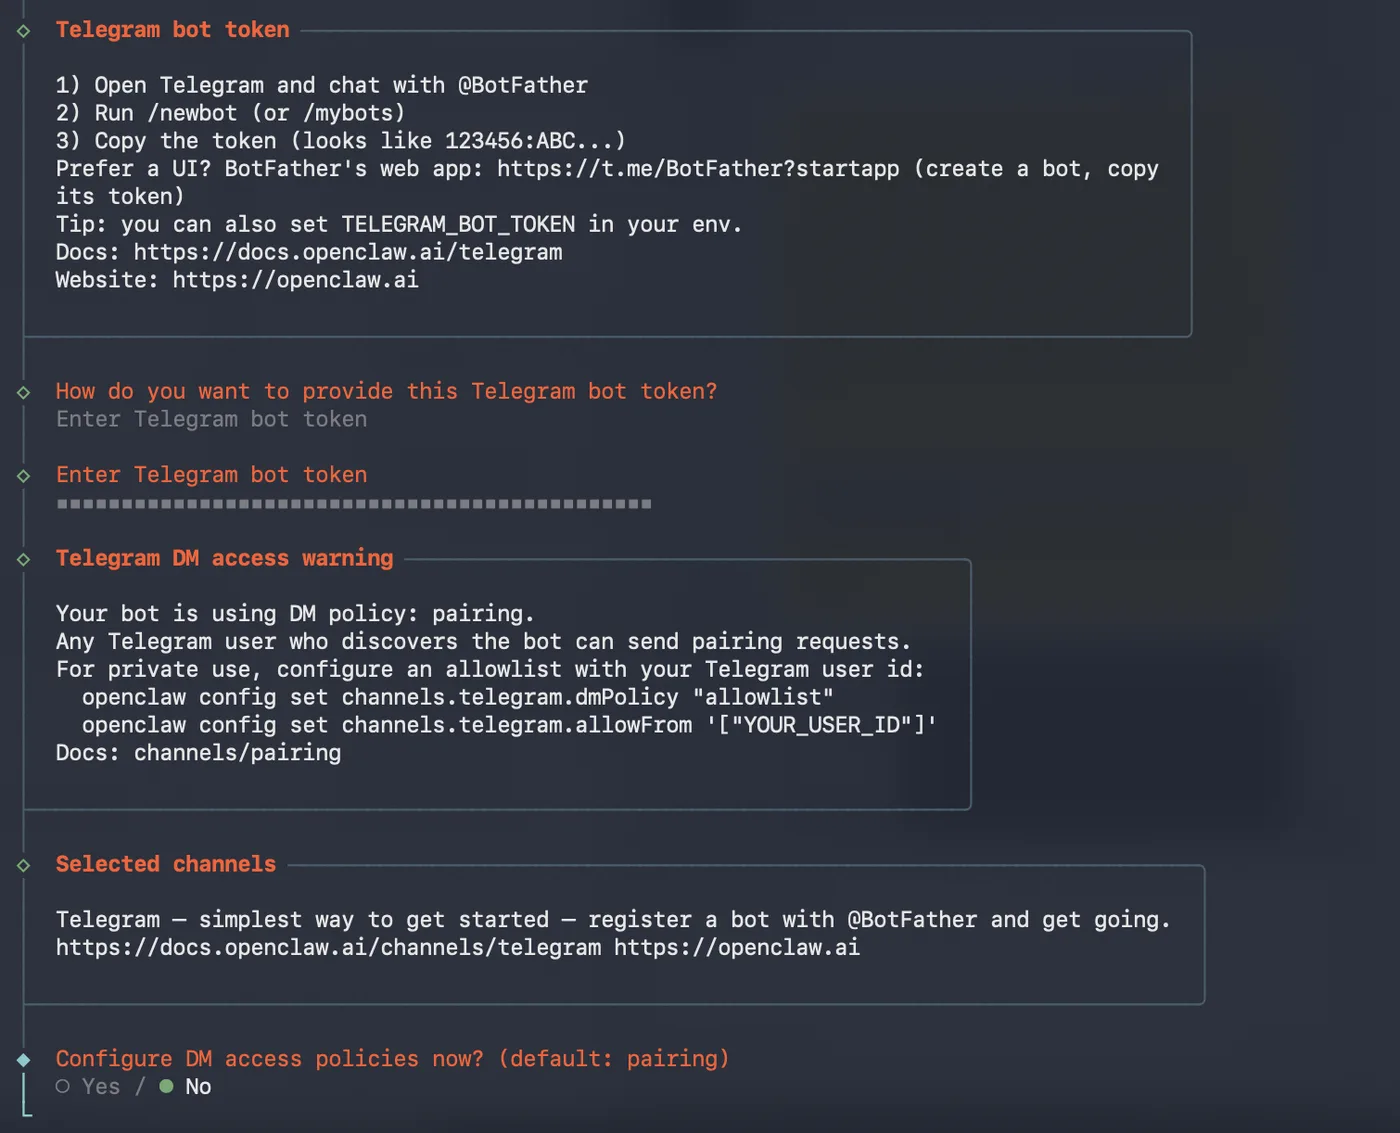 Telegram bot token
1) Open Telegram and chat with @BotFather
2) Run /newbot (or /mybots)
3) Copy the token (looks like 123456:ABC...)
Prefer a UI? BotFather's web app: https://t.me/BotFather?startapp (create a bot, copy
its token)
Tip: you can also set TELEGRAM_BOT_TOKEN in your env.
Docs: https://docs.openclaw.ai/telegram
Website: https://openclaw.ai
How do you want to provide this Telegram bot token?
Enter Telegram bot token
Enter Telegram bot token
Telegram DM access warning
Your bot is using DM policy: pairing.
Any Telegram user who discovers the bot can send pairing requests.
For private use, configure an allowlist with your Telegram user id:
openclaw config set channels.telegram.dmPolicy "allowlist"
openclaw config set channels.telegram.allowFrom '["YOUR_USER_ID"]'
Docs: channels/pairing
Selected channels
Telegram — simplest way to get started — register a bot with @BotFather and get going.
https://docs.openclaw.ai/channels/telegram https://openclaw.ai
Configure DM access policies now? (default: pairing)
○ Yes / ● No